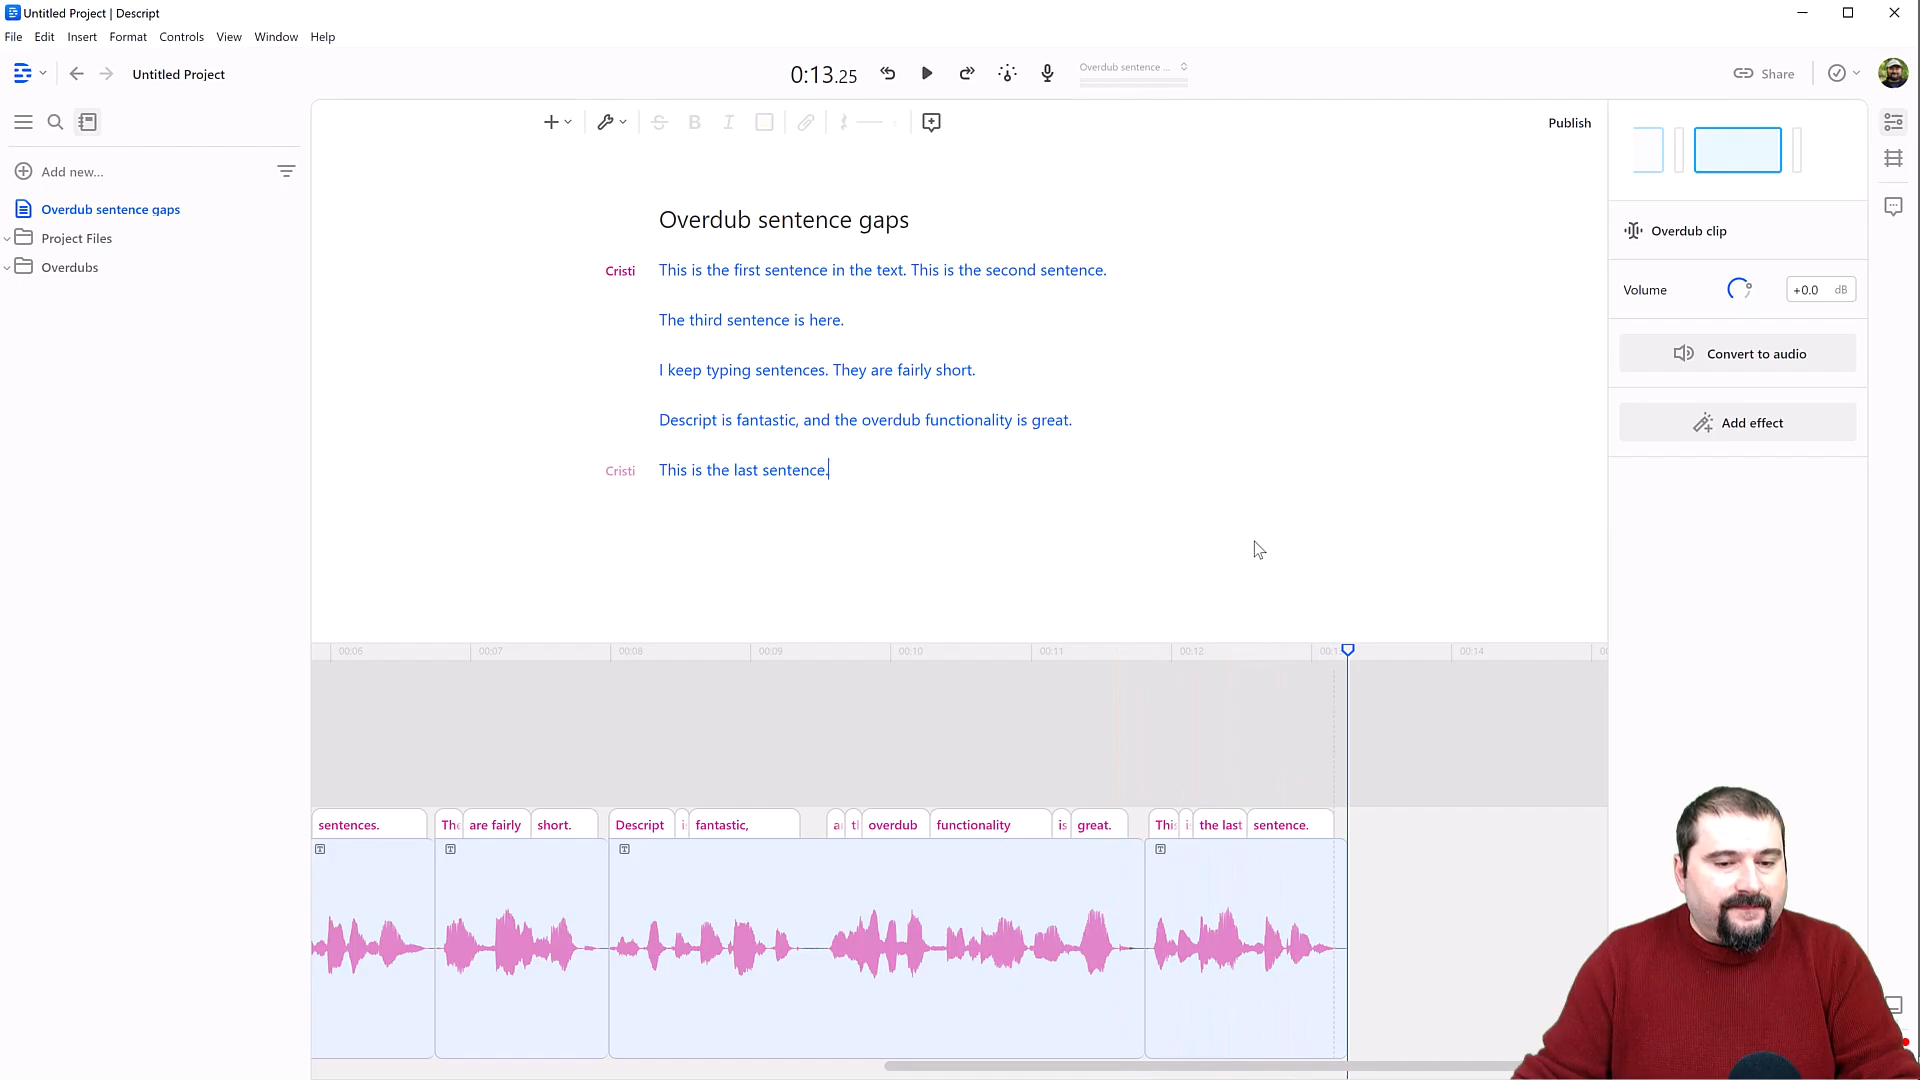 Untitled Project | Descript
File Edit Insert Format Controls View Window Help
Untitled Project
0:13.25
Overdub sentence ...
Share
Publish
Add new...
Overdub sentence gaps
Project Files
Overdubs
Overdub sentence gaps
Cristi This is the first sentence in the text. This is the second sentence.
The third sentence is here.
I keep typing sentences. They are fairly short.
Descript is fantastic, and the overdub functionality is great.
Cristi This is the last sentence.
Overdub clip
Volume +0.0 dB
Convert to audio
Add effect
00:06 00:07 00:08 00:09 00:10 00:11 00:12 00:14
sentences. The are fairly short. Descript i fantastic, overdub functionality is great. This i the last sentence.